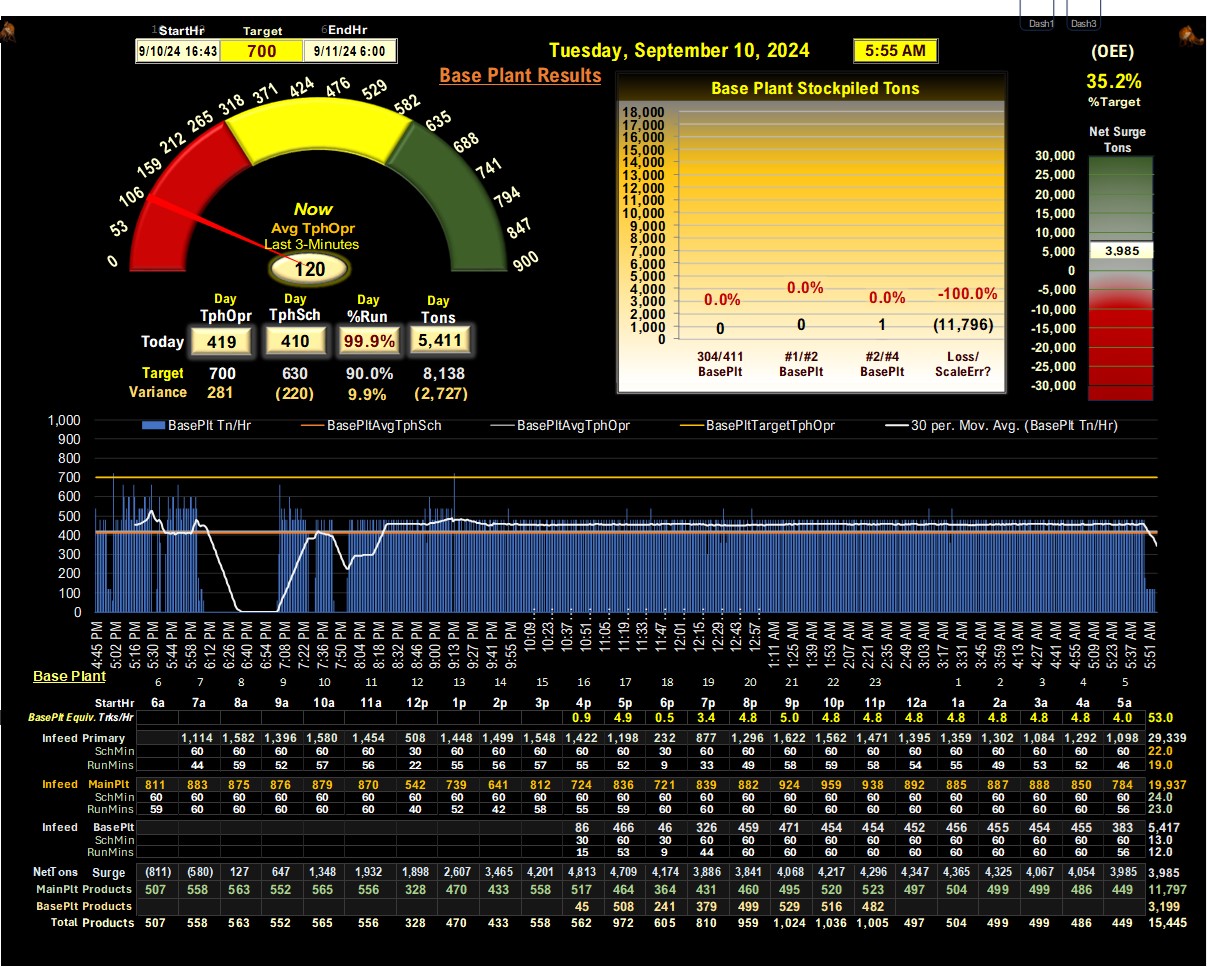 Dash1 Dash3
StartHr Target EndHr
9/10/24 16:43 700 9/11/24 6:00
Tuesday, September 10, 2024 5:55 AM
Base Plant Results
(OEE)
35.2%
%Target
Net Surge
Tons
0 53 106 159 212 265 318 371 424 476 529 582 635 688 741 794 847 900
Now
Avg TphOpr
Last 3-Minutes
120
Day Day Day Day
TphOpr TphSch %Run Tons
Today 419 410 99.9% 5,411
Target 700 630 90.0% 8,138
Variance 281 (220) 9.9% (2,727)
Base Plant Stockpiled Tons
18,000
17,000
16,000
15,000
14,000
13,000
12,000
11,000
10,000
9,000
8,000
7,000
6,000
5,000
4,000
3,000
2,000
1,000
0
0.0% 0.0% 0.0% -100.0%
0 0 1 (11,796)
304/411 #1/#2 #2/#4 Loss/
BasePlt BasePlt BasePlt ScaleErr?
30,000
25,000
20,000
15,000
10,000
5,000
0
-5,000
-10,000
-15,000
-20,000
-25,000
-30,000
3,985
BasePlt Tn/Hr BasePltAvgTphSch BasePltAvgTphOpr BasePltTargetTphOpr 30 per. Mov. Avg. (BasePlt Tn/Hr)
1,000
900
800
700
600
500
400
300
200
100
0
4:45 PM 5:02 PM 5:16 PM 5:30 PM 5:44 PM 5:58 PM 6:12 PM 6:26 PM 6:40 PM 6:54 PM 7:08 PM 7:22 PM 7:36 PM 7:50 PM 8:04 PM 8:18 PM 8:32 PM 8:46 PM 9:00 PM 9:13 PM 9:27 PM 9:41 PM 9:55 PM 10:09... 10:23... 10:37... 10:51... 11:05... 11:19... 11:33... 11:47... 12:01... 12:15... 12:29... 12:43... 12:57... 1:11 AM 1:25 AM 1:39 AM 1:53 AM 2:07 AM 2:21 AM 2:35 AM 2:49 AM 3:03 AM 3:17 AM 3:31 AM 3:45 AM 3:59 AM 4:13 AM 4:27 AM 4:41 AM 4:55 AM 5:09 AM 5:23 AM 5:37 AM 5:51 AM
Base Plant
6 7 8 9 10 11 12 13 14 15 16 17 18 19 20 21 22 23 1 2 3 4 5
StartHr 6a 7a 8a 9a 10a 11a 12p 1p 2p 3p 4p 5p 6p 7p 8p 9p 10p 11p 12a 1a 2a 3a 4a 5a
BasePlt Equiv. Trks/Hr 0.9 4.9 0.5 3.4 4.8 5.0 4.8 4.8 4.8 4.8 4.8 4.8 4.8 4.0 53.0
Infeed Primary 1,114 1,582 1,396 1,580 1,454 508 1,448 1,499 1,548 1,422 1,198 232 877 1,296 1,622 1,562 1,471 1,395 1,359 1,302 1,084 1,292 1,098 29,339
SchMin 60 60 60 60 60 30 60 60 60 60 60 30 60 60 60 60 60 60 60 60 60 60 60 22.0
RunMins 44 59 52 57 56 22 55 56 57 55 52 9 33 49 58 59 58 54 55 49 53 52 46 19.0
Infeed MainPlt 811 883 875 876 879 870 542 739 641 812 724 836 721 839 882 924 959 938 892 885 887 888 850 784 19,937
SchMin 60 60 60 60 60 60 60 60 60 60 60 60 60 60 60 60 60 60 60 60 60 60 60 60 24.0
RunMins 59 60 60 60 60 60 40 52 42 58 55 59 60 60 60 60 60 60 60 60 60 60 60 56 23.0
Infeed BasePlt 86 466 46 326 459 471 454 454 452 456 455 454 455 383 5,417
SchMin 30 60 30 60 60 60 60 60 60 60 60 60 60 60 13.0
RunMins 15 53 9 44 60 60 60 60 60 60 60 60 60 56 12.0
NetTons Surge (811) (580) 127 647 1,348 1,932 1,898 2,607 3,465 4,201 4,813 4,709 4,174 3,886 3,841 4,068 4,217 4,296 4,347 4,365 4,325 4,067 4,054 3,985 3,985
MainPlt Products 507 558 563 552 565 556 328 470 433 558 517 464 364 431 460 495 520 523 497 504 499 499 486 449 11,797
BasePlt Products 45 508 241 379 499 529 516 482 3,199
Total Products 507 558 563 552 565 556 328 470 433 558 562 972 605 810 959 1,024 1,036 1,005 497 504 499 499 486 449 15,445